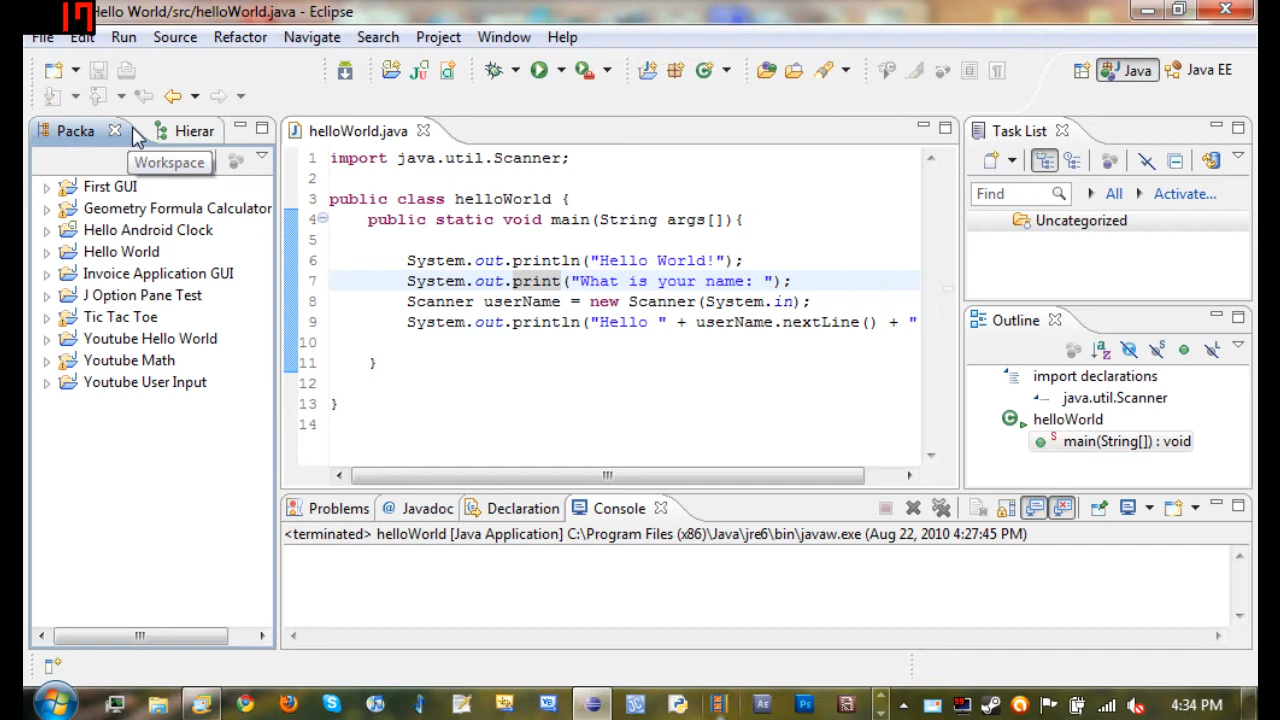 17
Hello World/src/helloWorld.java - Eclipse
File Edit Run Source Refactor Navigate Search Project Window Help
Java
Java EE
Packa
Hierar
Workspace
First GUI
Geometry Formula Calculator
Hello Android Clock
Hello World
Invoice Application GUI
J Option Pane Test
Tic Tac Toe
Youtube Hello World
Youtube Math
Youtube User Input
helloWorld.java
1 import java.util.Scanner;
2
3 public class helloWorld {
4 public static void main(String args[]){
5
6 System.out.println("Hello World!");
7 System.out.print("What is your name: ");
8 Scanner userName = new Scanner(System.in);
9 System.out.println("Hello " + userName.nextLine() + "
10
11 }
12
13 }
14
Task List
Find
All
Activate...
Uncategorized
Outline
import declarations
java.util.Scanner
helloWorld
main(String[]) : void
Problems
@ Javadoc
Declaration
Console
<terminated> helloWorld [Java Application] C:\Program Files (x86)\Java\jre6\bin\javaw.exe (Aug 22, 2010 4:27:45 PM)
Ae
Ps
4:34 PM